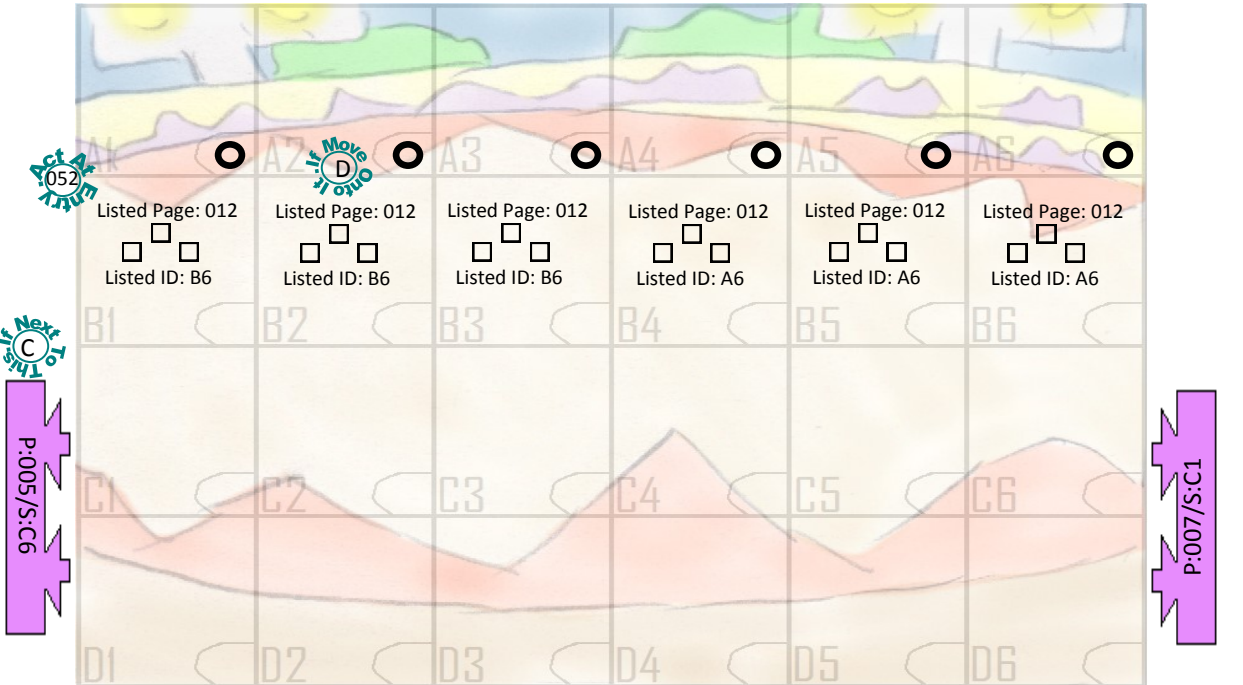 A1 A2 A3 A4 A5 A6
Act At Entry.
052
If Move Onto It.
D
Listed Page: 012 Listed Page: 012 Listed Page: 012 Listed Page: 012 Listed Page: 012 Listed Page: 012
Listed ID: B6 Listed ID: B6 Listed ID: B6 Listed ID: A6 Listed ID: A6 Listed ID: A6
B1 B2 B3 B4 B5 B6
If Next To This.
C
P:005/S:C6
P:007/S:C1
C1 C2 C3 C4 C5 C6
D1 D2 D3 D4 D5 D6